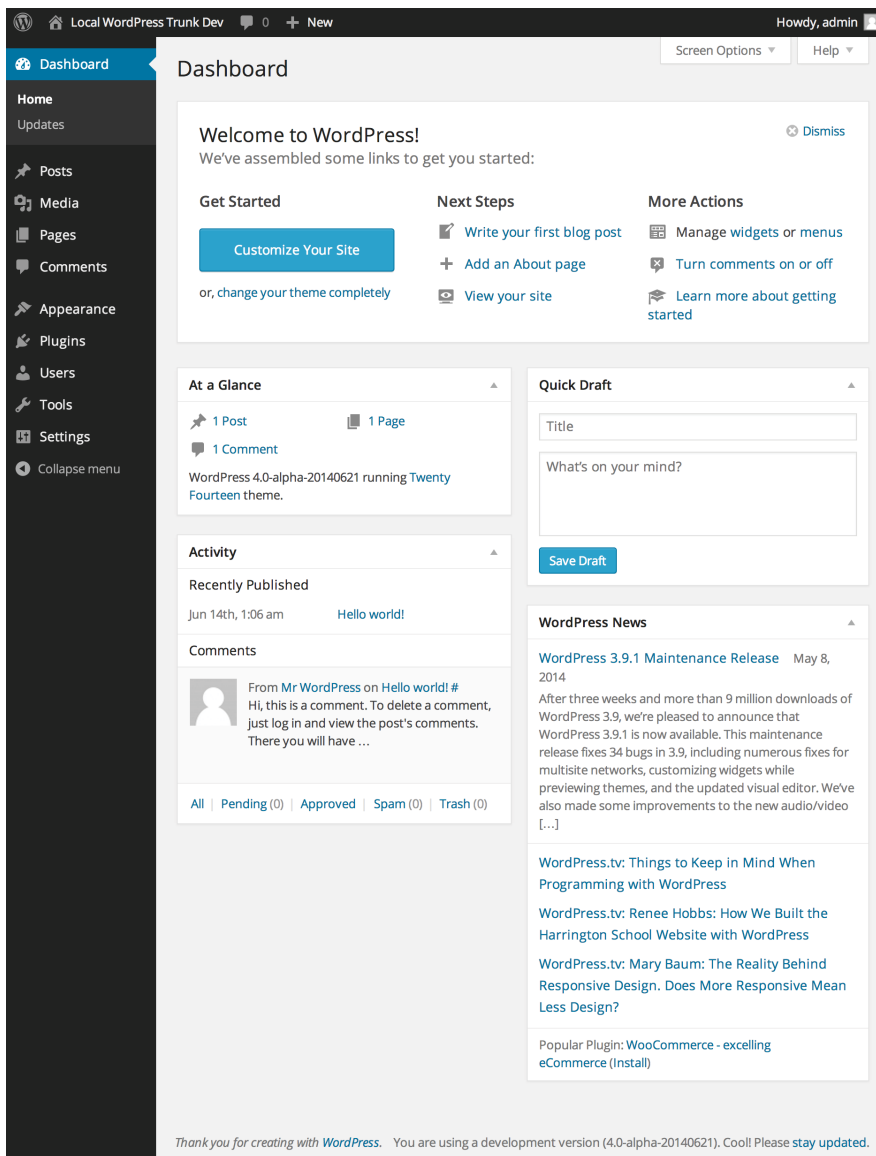 Local WordPress Trunk Dev 0 New Howdy, admin
Screen Options Help
Dashboard
Home
Updates
Posts
Media
Pages
Comments
Appearance
Plugins
Users
Tools
Settings
Collapse menu
Dashboard
Welcome to WordPress!
Dismiss
We've assembled some links to get you started:
Get Started
Customize Your Site
or, change your theme completely
Next Steps
Write your first blog post
Add an About page
View your site
More Actions
Manage widgets or menus
Turn comments on or off
Learn more about getting
started
At a Glance
1 Post 1 Page
1 Comment
WordPress 4.0-alpha-20140621 running Twenty
Fourteen theme.
Activity
Recently Published
Jun 14th, 1:06 am Hello world!
Comments
From Mr WordPress on Hello world! #
Hi, this is a comment. To delete a comment,
just log in and view the post's comments.
There you will have …
All | Pending (0) | Approved | Spam (0) | Trash (0)
Quick Draft
Title
What's on your mind?
Save Draft
WordPress News
WordPress 3.9.1 Maintenance Release May 8,
2014
After three weeks and more than 9 million downloads of
WordPress 3.9, we're pleased to announce that
WordPress 3.9.1 is now available. This maintenance
release fixes 34 bugs in 3.9, including numerous fixes for
multisite networks, customizing widgets while
previewing themes, and the updated visual editor. We've
also made some improvements to the new audio/video
[…]
WordPress.tv: Things to Keep in Mind When
Programming with WordPress
WordPress.tv: Renee Hobbs: How We Built the
Harrington School Website with WordPress
WordPress.tv: Mary Baum: The Reality Behind
Responsive Design. Does More Responsive Mean
Less Design?
Popular Plugin: WooCommerce - excelling
eCommerce (Install)
Thank you for creating with WordPress. You are using a development version (4.0-alpha-20140621). Cool! Please stay updated.